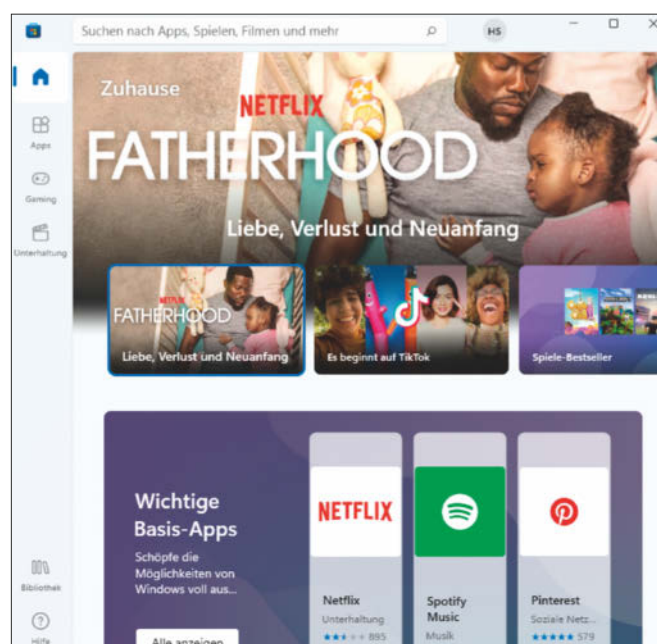 Suchen nach Apps, Spielen, Filmen und mehr
HS
Zuhause
NETFLIX
FATHERHOOD
Liebe, Verlust und Neuanfang
Apps
Gaming
Unterhaltung
NETFLIX
FATHERHOOD
Liebe, Verlust und Neuanfang
Es beginnt auf TikTok
Spiele-Bestseller
Wichtige
Basis-Apps
Schöpfe die
Möglichkeiten von
Windows voll aus...
Alle anzeigen
NETFLIX
Netflix
Unterhaltung
895
Spotify
Music
Musik
Pinterest
Soziale Netz...
579
Bibliothek
Hilfe